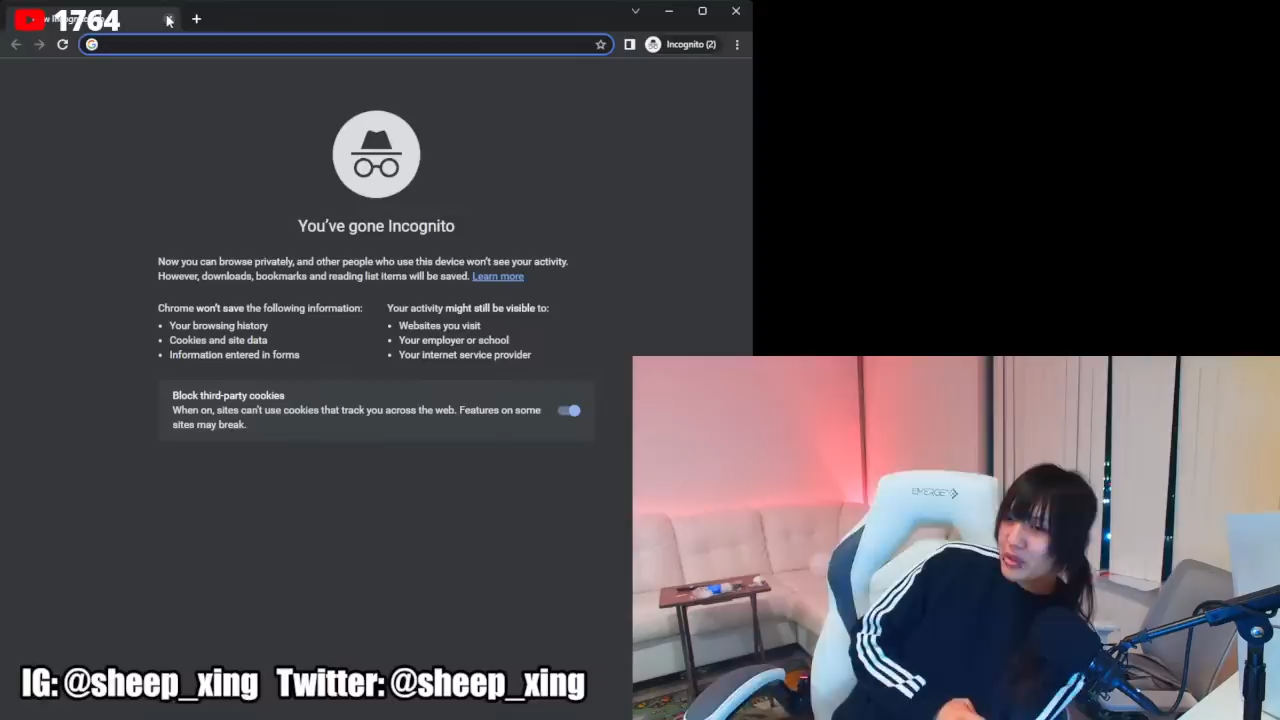 1764
Incognito (2)
You've gone Incognito
Now you can browse privately, and other people who use this device won't see your activity.
However, downloads, bookmarks and reading list items will be saved. Learn more
Chrome won't save the following information:
• Your browsing history
• Cookies and site data
• Information entered in forms
Your activity might still be visible to:
• Websites you visit
• Your employer or school
• Your internet service provider
Block third-party cookies
When on, sites can't use cookies that track you across the web. Features on some
sites may break.
EMERGE
IG: @sheep_xing Twitter: @sheep_xing